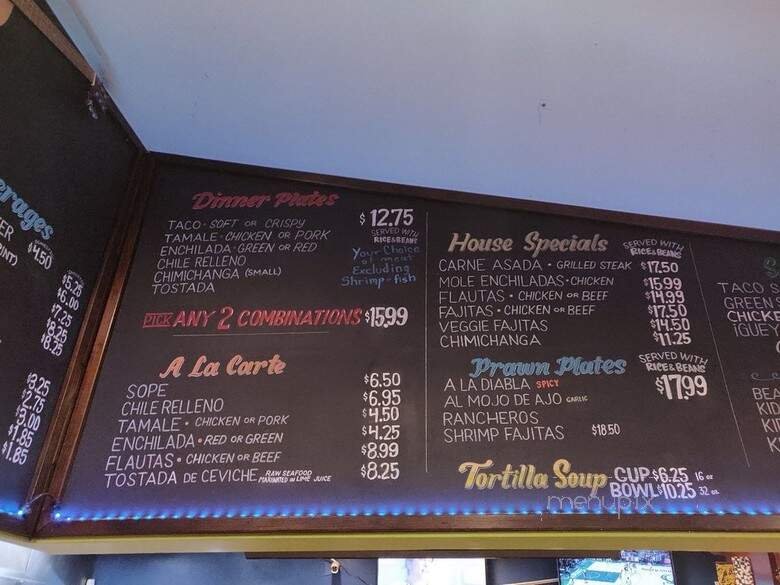 erages
ER
$4.50
$5.25
$6.00
$7.25
$8.25
$8.25
$3.25
$2.75
$3.00
$1.85
$1.85
Dinner Plates
TACO • SOFT OR CRISPY $12.75
TAMALE • CHICKEN OR PORK SERVED WITH
ENCHILADA • GREEN OR RED RICE & BEANS
CHILE RELLENO
CHIMICHANGA (SMALL)
TOSTADA
Your Choice
of meat
Excluding
Shrimp - fish
PICK ANY 2 COMBINATIONS $15.99
A La Carte
SOPE $6.50
CHILE RELLENO $6.95
TAMALE • CHICKEN OR PORK $4.50
ENCHILADA • RED OR GREEN $4.25
FLAUTAS • CHICKEN OR BEEF $8.99
TOSTADA DE CEVICHE RAW SEAFOOD MARINATED IN LIME JUICE $8.25
House Specials SERVED WITH RICE & BEANS
CARNE ASADA • GRILLED STEAK $17.50
MOLE ENCHILADAS • CHICKEN $15.99
FLAUTAS • CHICKEN OR BEEF $14.99
FAJITAS • CHICKEN OR BEEF $17.50
VEGGIE FAJITAS $14.50
CHIMICHANGA $11.25
Prawn Plates SERVED WITH RICE & BEANS
A LA DIABLA SPICY $17.99
AL MOJO DE AJO GARLIC
RANCHEROS
SHRIMP FAJITAS $18.50
Tortilla Soup CUP $6.25 16 oz
BOWL $10.25 32 oz
menupix
TACO S
GREEN
CHICKE
BEA
KI
KI
K